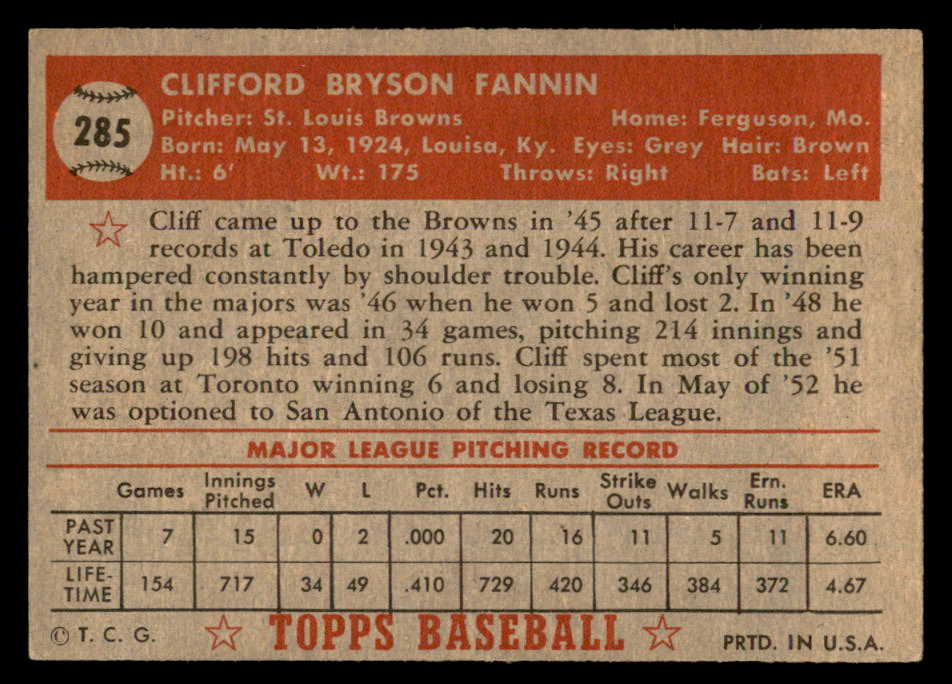 CLIFFORD BRYSON FANNIN
285
Pitcher: St. Louis Browns Home: Ferguson, Mo.
Born: May 13, 1924, Louisa, Ky. Eyes: Grey Hair: Brown
Ht.: 6' Wt.: 175 Throws: Right Bats: Left
Cliff came up to the Browns in '45 after 11-7 and 11-9
records at Toledo in 1943 and 1944. His career has been
hampered constantly by shoulder trouble. Cliff's only winning
year in the majors was '46 when he won 5 and lost 2. In '48 he
won 10 and appeared in 34 games, pitching 214 innings and
giving up 198 hits and 106 runs. Cliff spent most of the '51
season at Toronto winning 6 and losing 8. In May of '52 he
was optioned to San Antonio of the Texas League.
MAJOR LEAGUE PITCHING RECORD
Games Innings Pitched W L Pct. Hits Runs Strike Outs Walks Ern. Runs ERA
PAST YEAR 7 15 0 2 .000 20 16 11 5 11 6.60
LIFE-TIME 154 717 34 49 .410 729 420 346 384 372 4.67
© T. C. G. TOPPS BASEBALL PRTD. IN U.S.A.